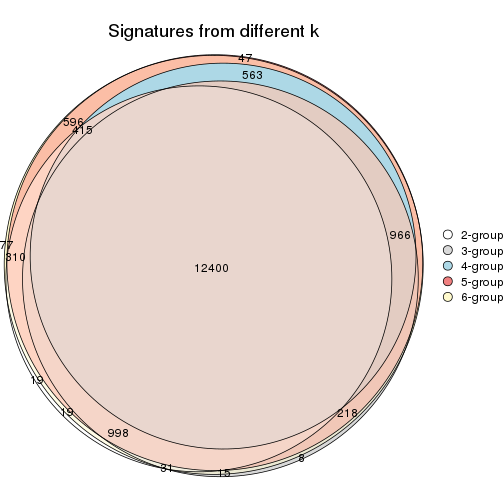 Signatures from different k
47
563
596
415
966
2-group
3-group
4-group
5-group
6-group
77
310
12400
19
19
218
998
8
31
15